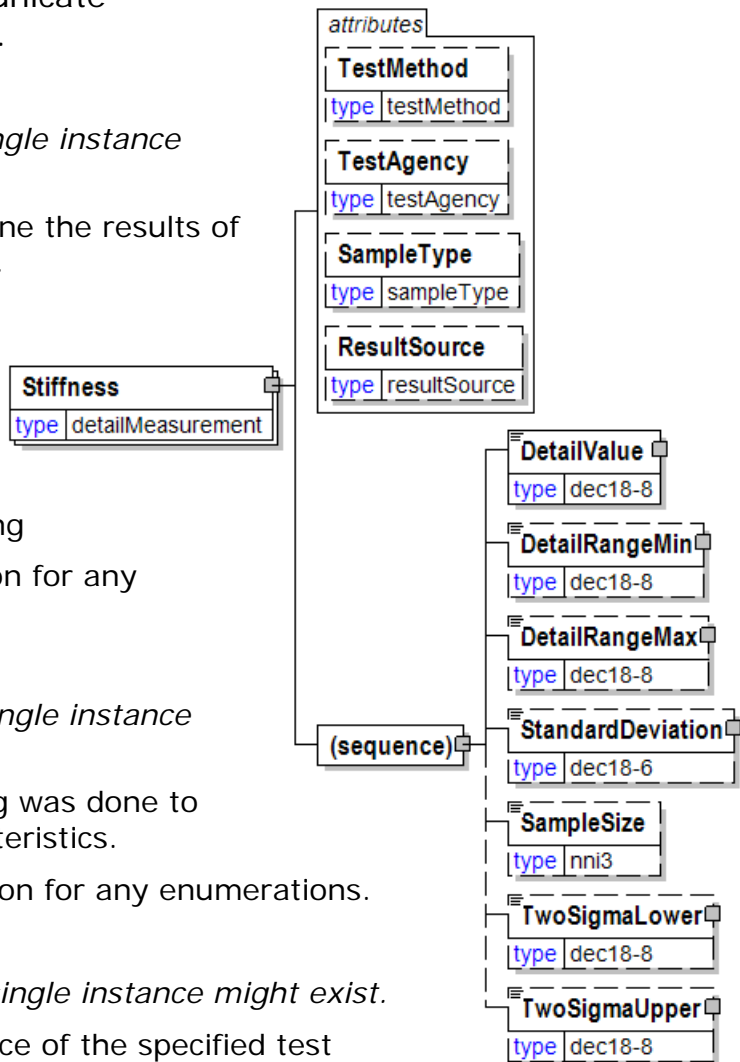 .
ngle instance
ne the results of
.
ng
on for any
ngle instance
g was done to
teristics.
on for any enumerations.
single instance might exist.
ce of the specified test
Stiffness
type detailMeasurement
attributes
TestMethod
type testMethod
TestAgency
type testAgency
SampleType
type sampleType
ResultSource
type resultSource
(sequence)
DetailValue
type dec18-8
DetailRangeMin
type dec18-8
DetailRangeMax
type dec18-8
StandardDeviation
type dec18-6
SampleSize
type nni3
TwoSigmaLower
type dec18-8
TwoSigmaUpper
type dec18-8